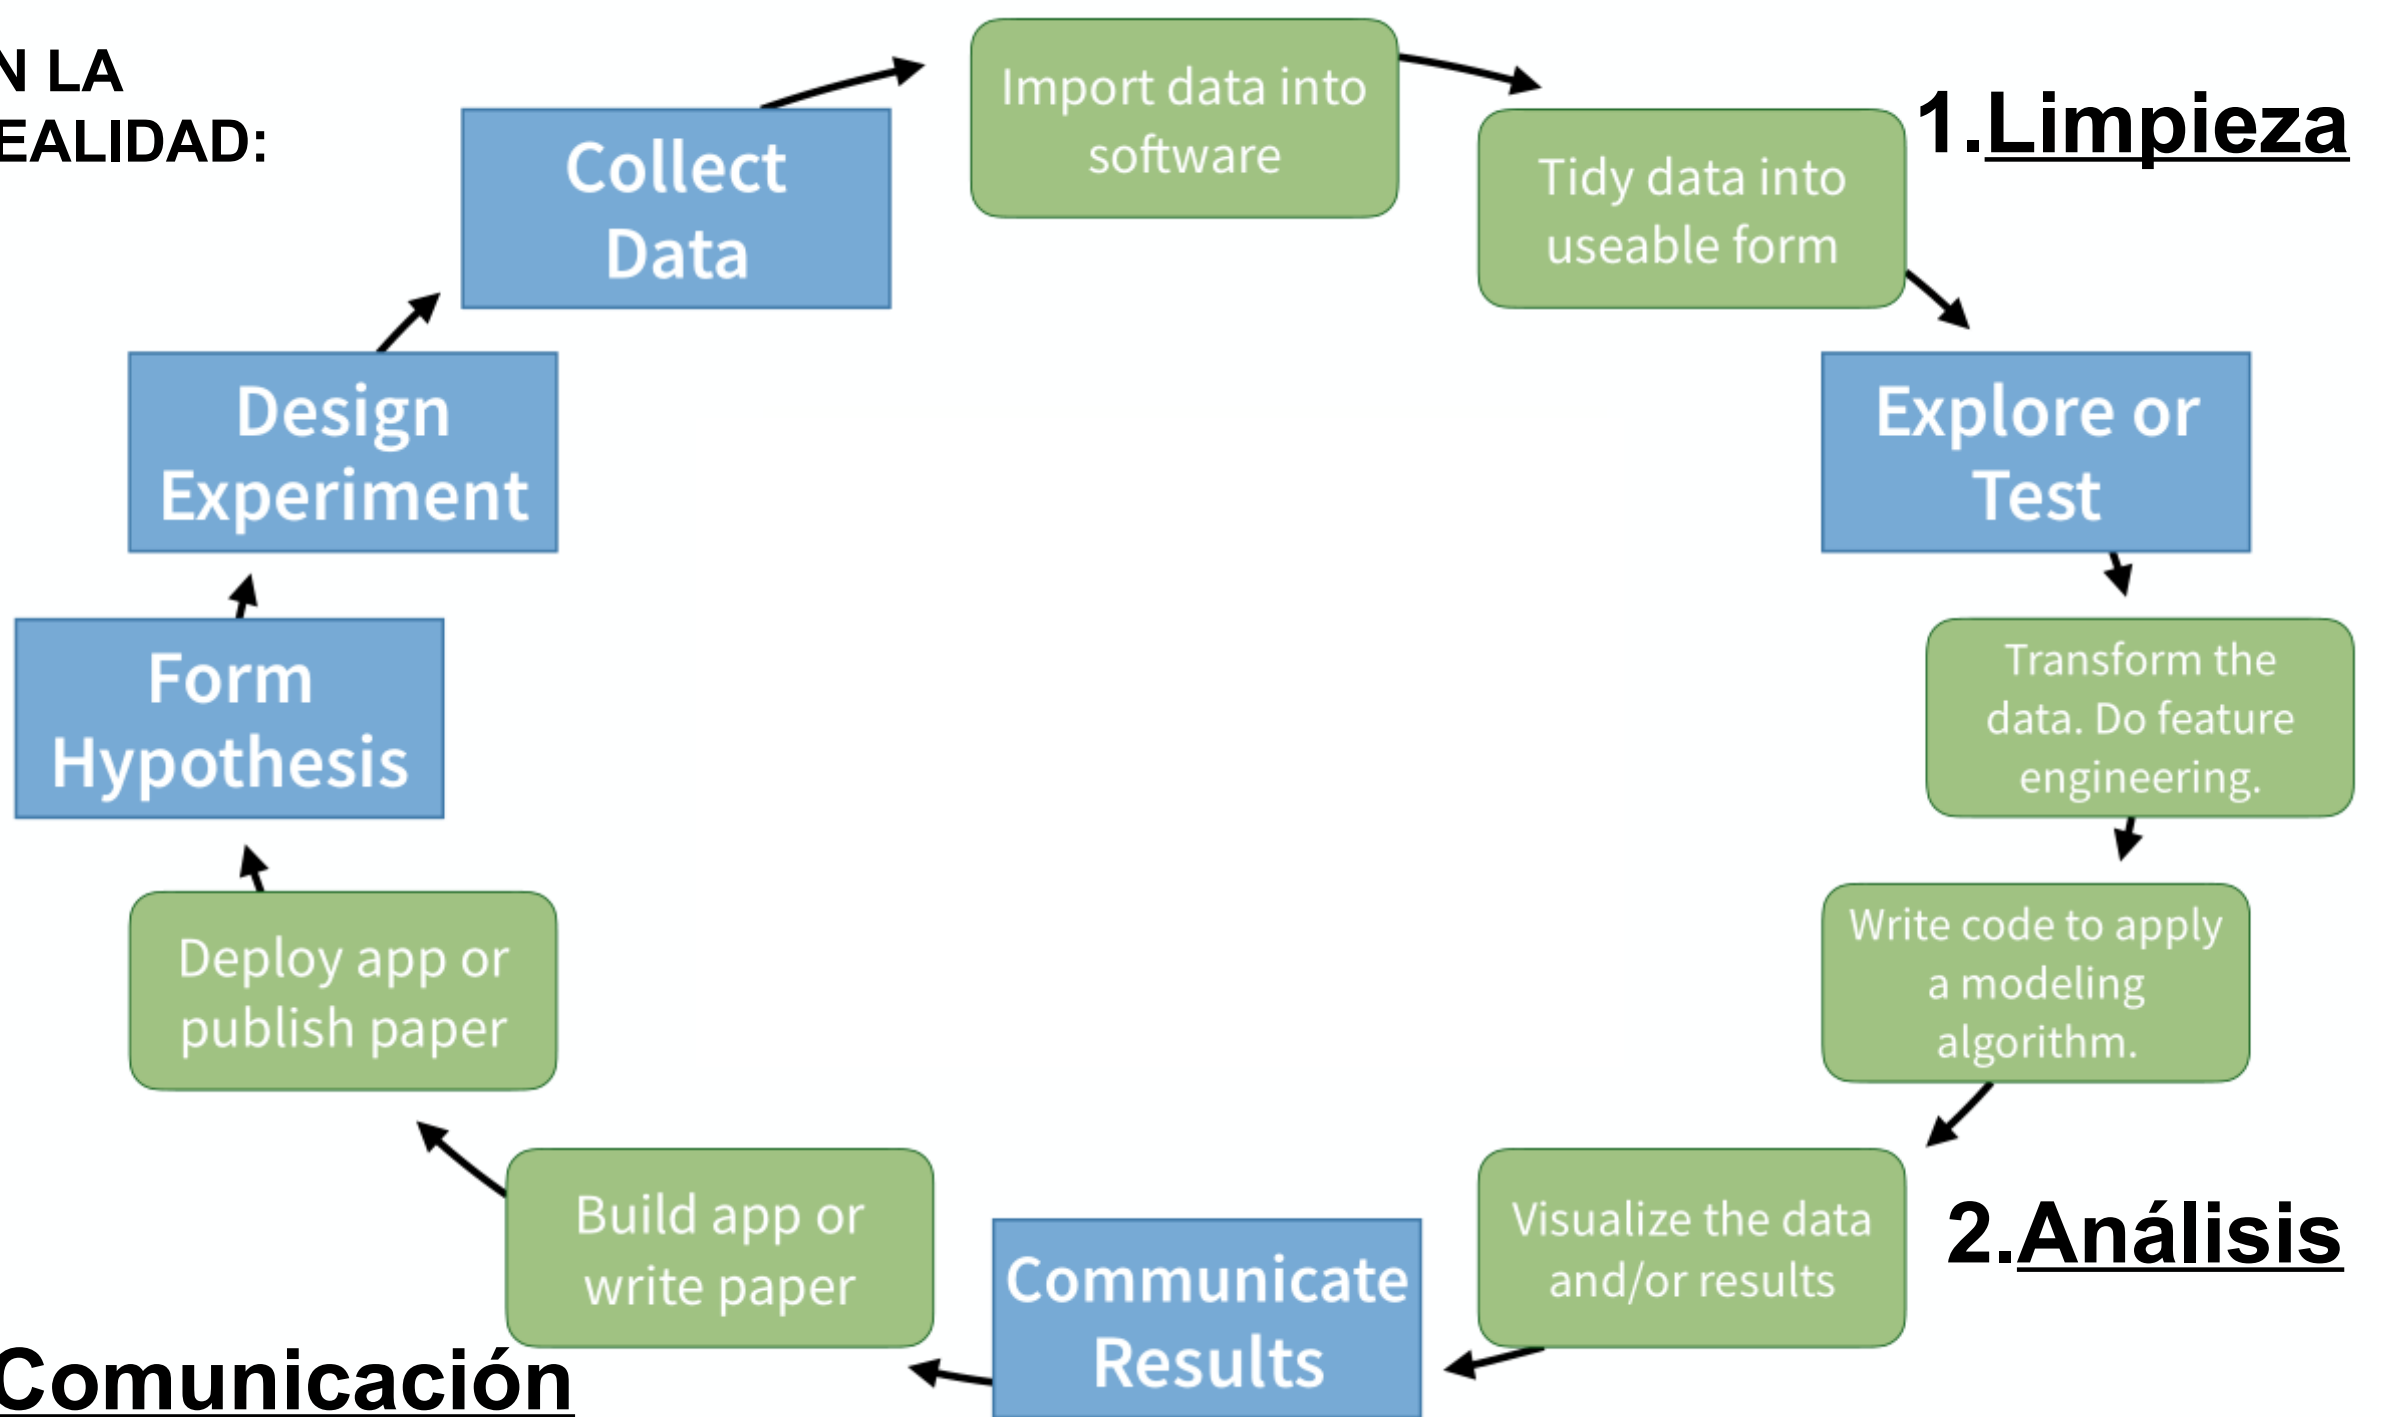 N LA
EALIDAD:
Import data into
software
1.Limpieza
Collect
Data
Tidy data into
useable form
Design
Experiment
Explore or
Test
Form
Hypothesis
Transform the
data. Do feature
engineering.
Deploy app or
publish paper
Write code to apply
a modeling
algorithm.
Build app or
write paper
Communicate
Results
Visualize the data
and/or results
2.Análisis
Comunicación